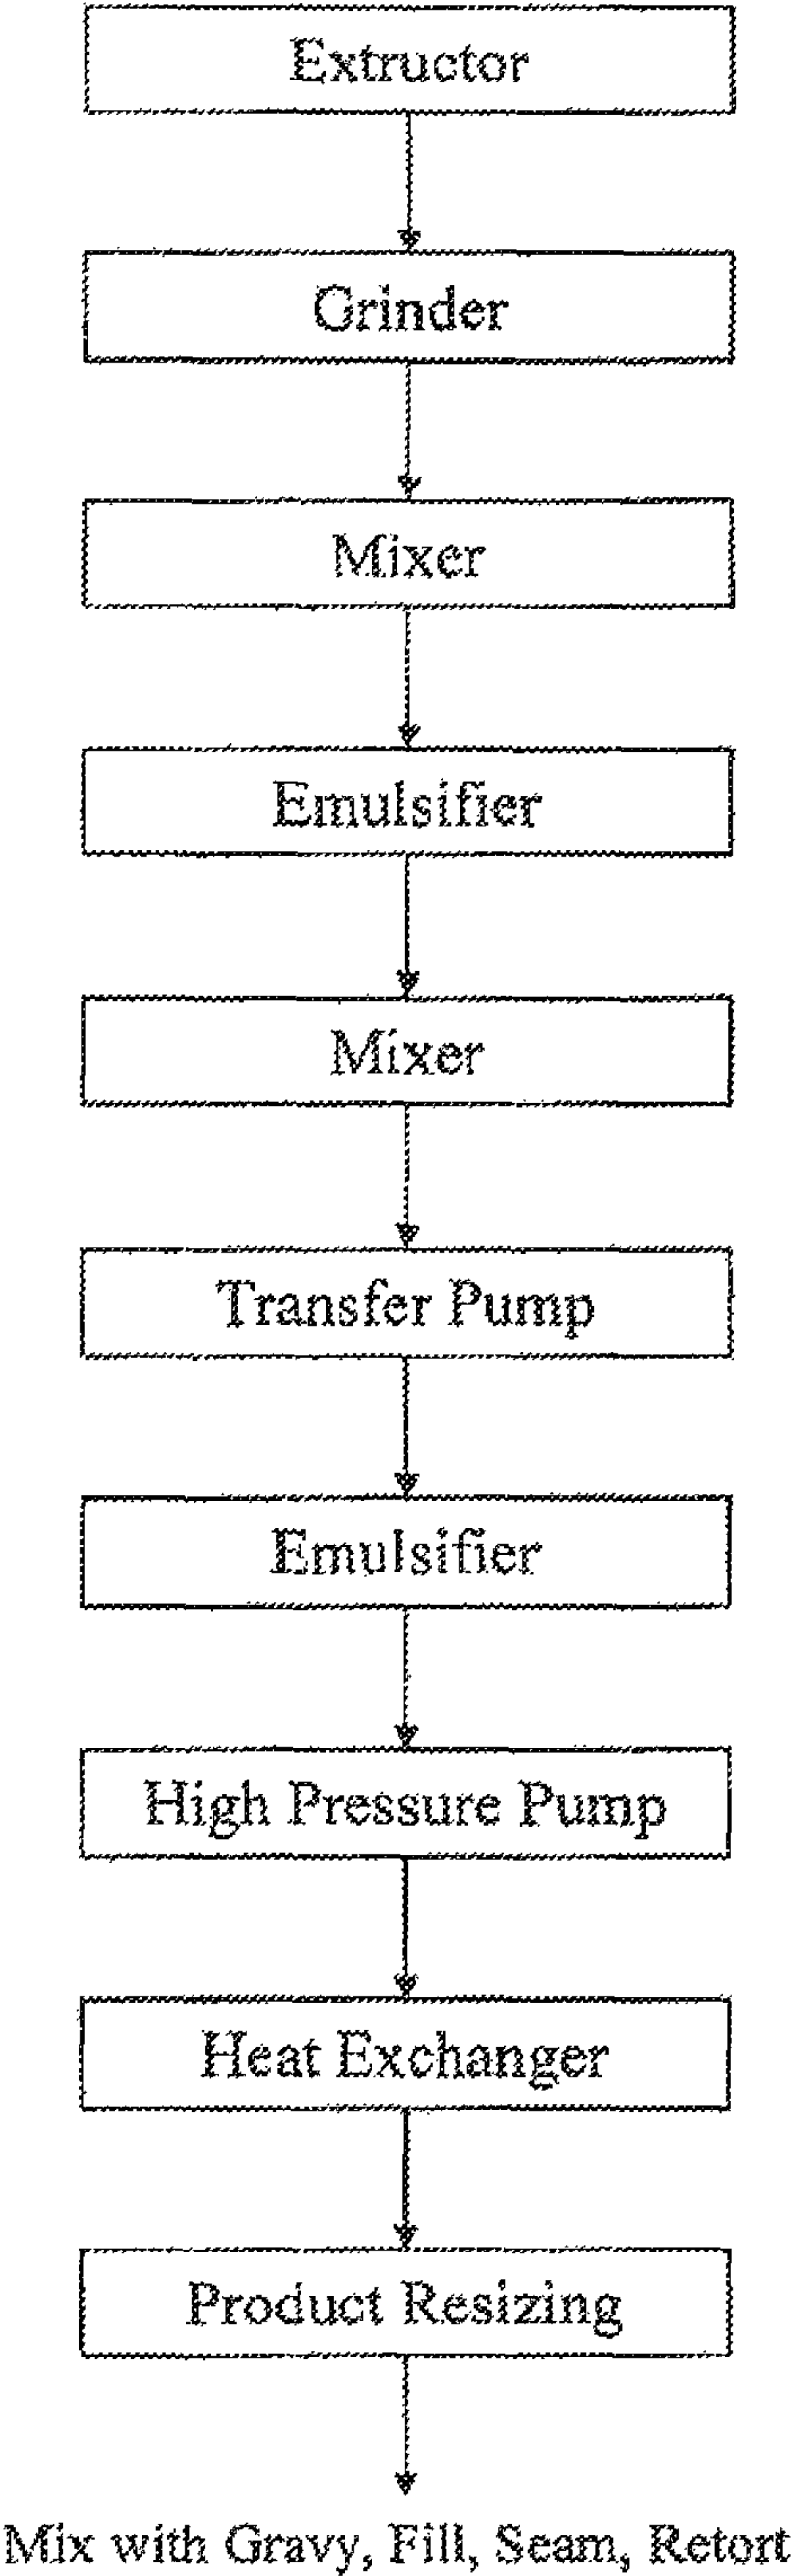 Extructor
Grinder
Mixer
Emulsifier
Mixer
Transfer Pump
Emulsifier
High Pressure Pump
Heat Exchanger
Product Resizing
Mix with Gravy, Fill, Seam, Retort